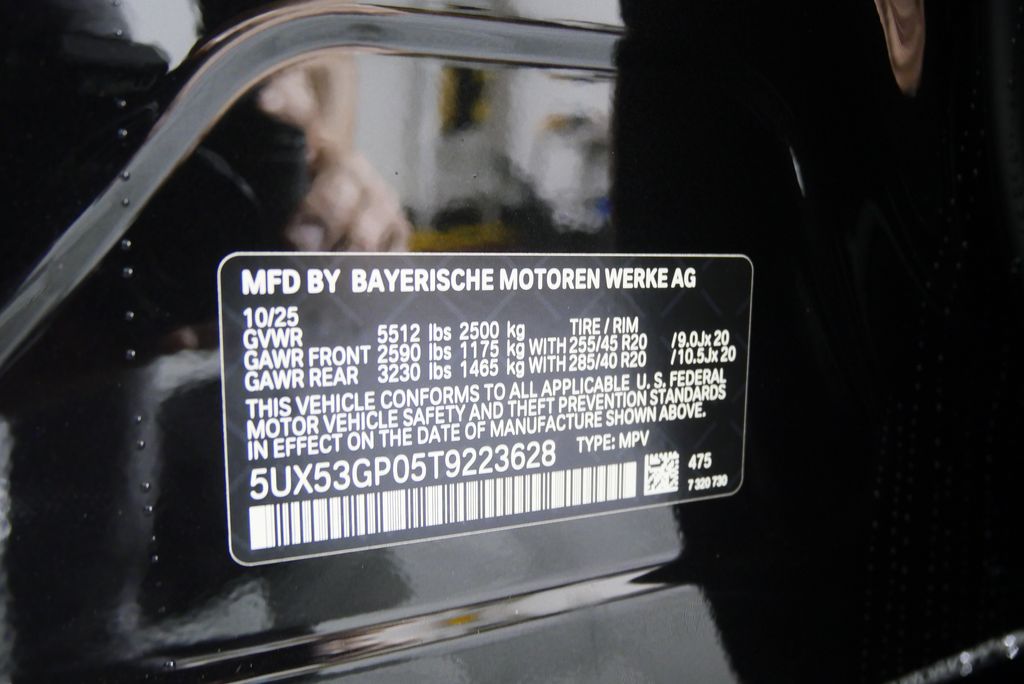 MFD BY BAYERISCHE MOTOREN WERKE AG
10/25
GVWR 5512 lbs 2500 kg TIRE / RIM
GAWR FRONT 2590 lbs 1175 kg WITH 255/45 R20 / 9.0Jx 20
GAWR REAR 3230 lbs 1465 kg WITH 285/40 R20 / 10.5Jx 20
THIS VEHICLE CONFORMS TO ALL APPLICABLE U. S. FEDERAL
MOTOR VEHICLE SAFETY AND THEFT PREVENTION STANDARDS
IN EFFECT ON THE DATE OF MANUFACTURE SHOWN ABOVE.
5UX53GP05T9223628 TYPE: MPV
475
7 320 730